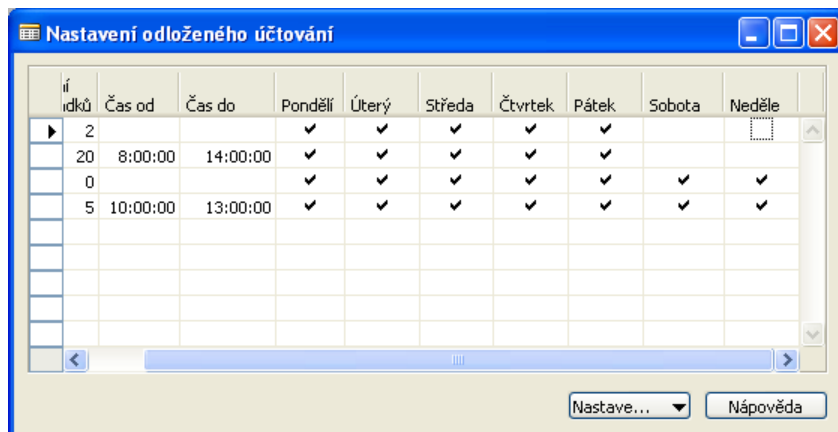 Nastavení odloženého účtování
í
ıdků Čas od Čas do Pondělí Úterý Středa Čtvrtek Pátek Sobota Neděle
2
20 8:00:00 14:00:00
0
5 10:00:00 13:00:00
Nastave... Nápověda